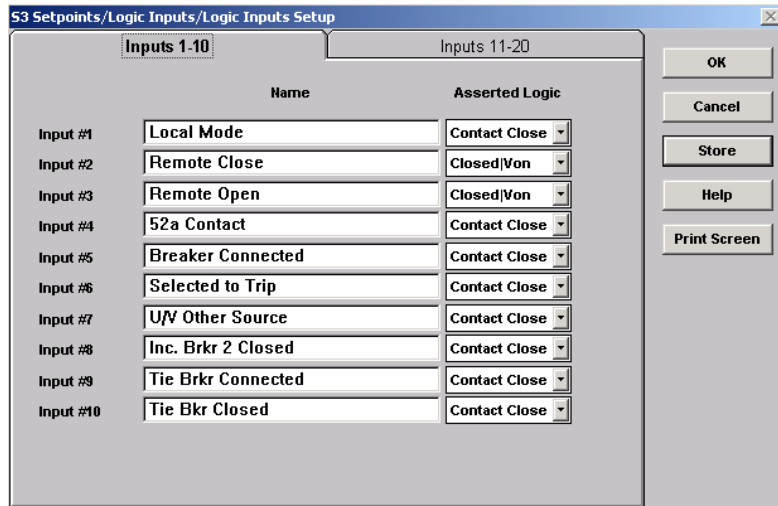 S3 Setpoints/Logic Inputs/Logic Inputs Setup
Inputs 1-10
Inputs 11-20
Name
Asserted Logic
Input #1
Local Mode
Contact Close
Input #2
Remote Close
Closed|Von
Input #3
Remote Open
Closed|Von
Input #4
52a Contact
Contact Close
Input #5
Breaker Connected
Contact Close
Input #6
Selected to Trip
Contact Close
Input #7
U/V Other Source
Contact Close
Input #8
Inc. Brkr 2 Closed
Contact Close
Input #9
Tie Brkr Connected
Contact Close
Input #10
Tie Bkr Closed
Contact Close
OK
Cancel
Store
Help
Print Screen